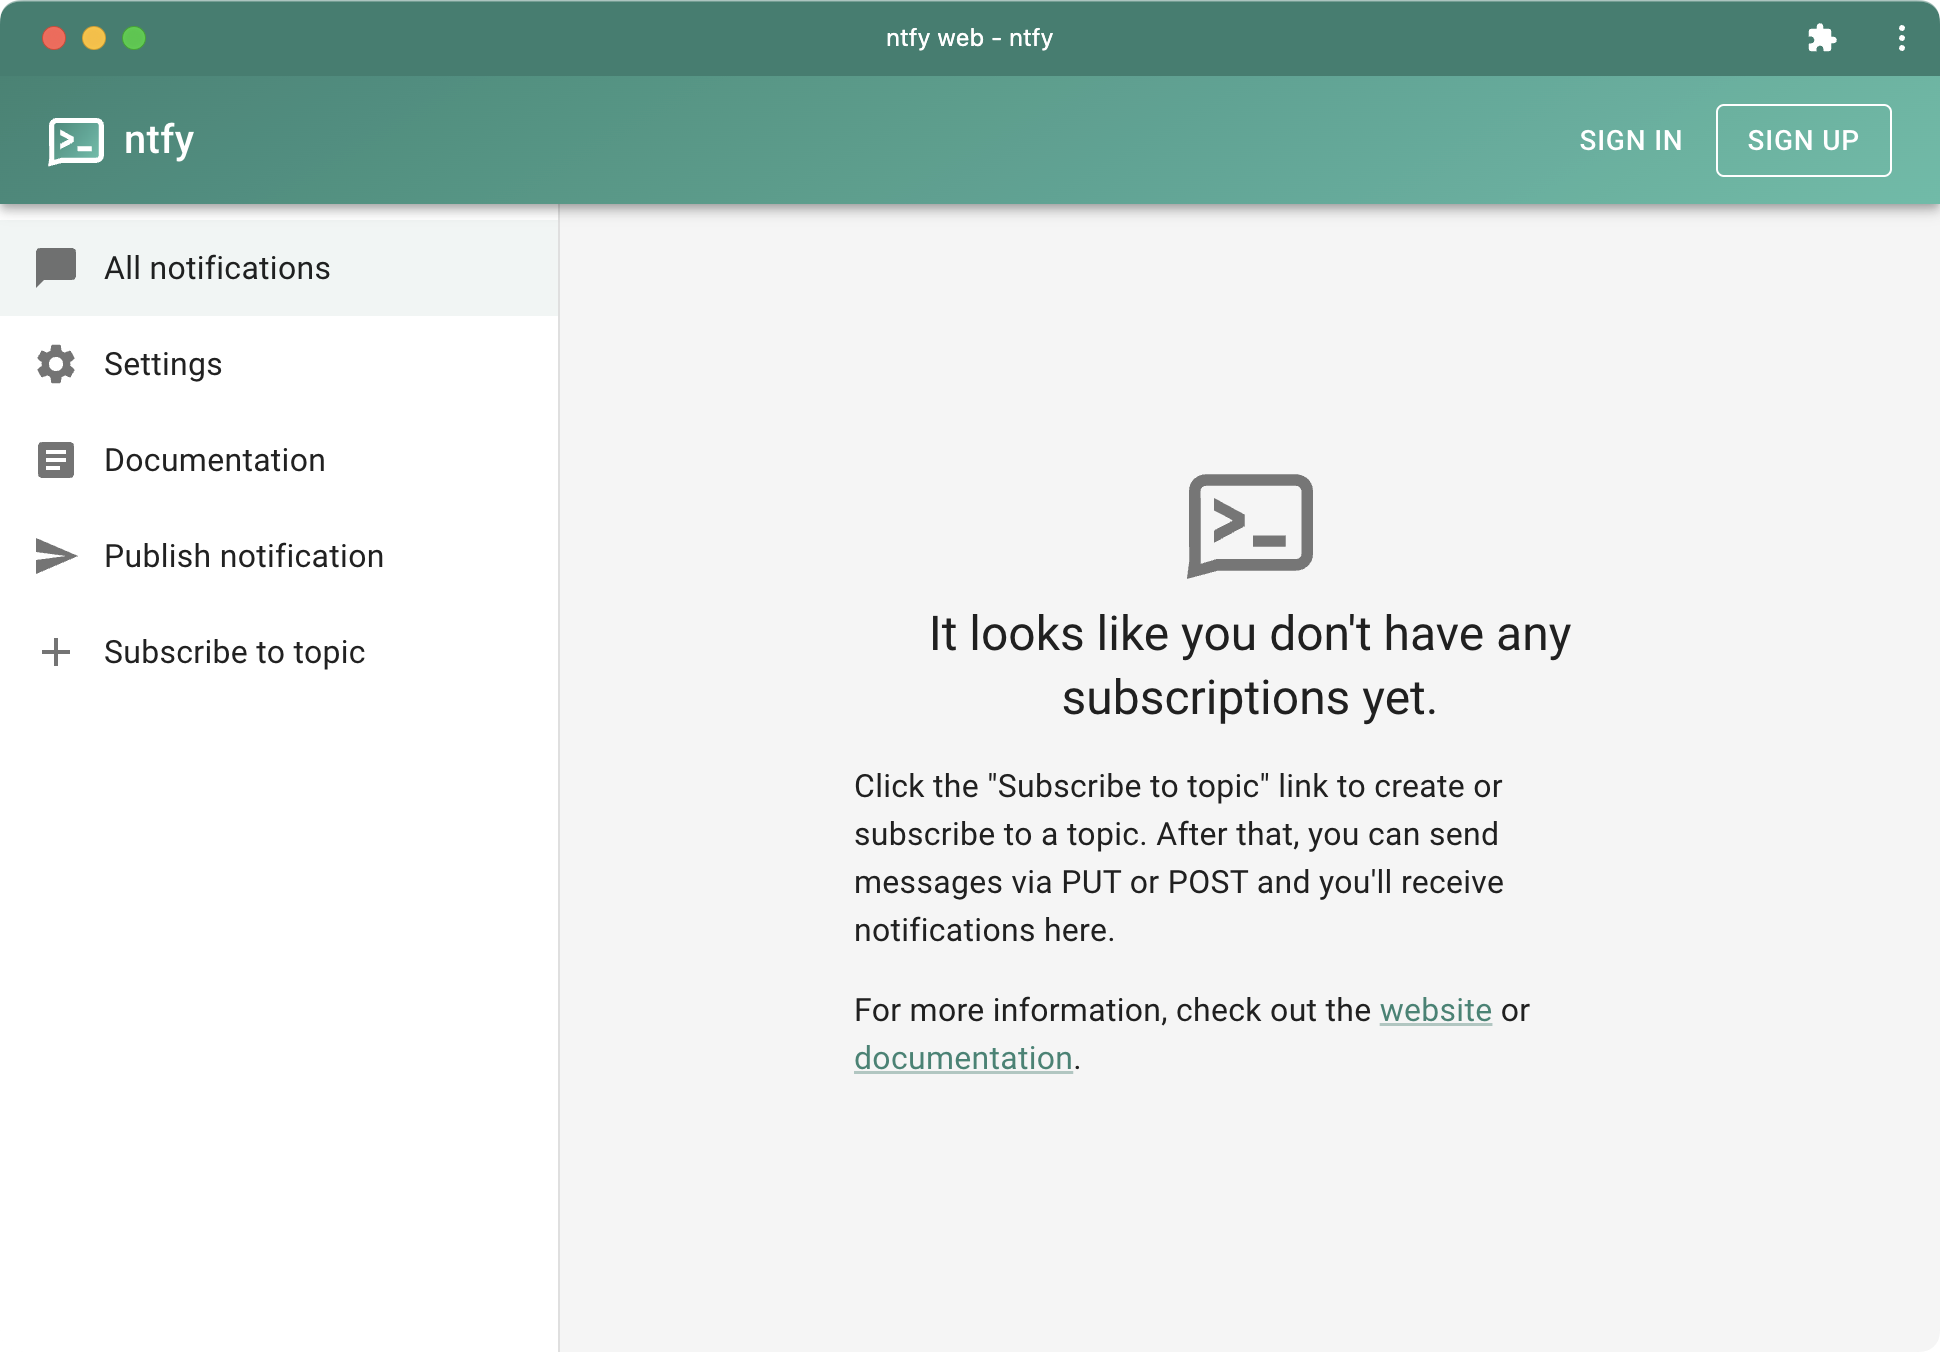 ntfy web - ntfy
ntfy
SIGN IN
SIGN UP
All notifications
Settings
Documentation
Publish notification
Subscribe to topic
It looks like you don't have any
subscriptions yet.
Click the "Subscribe to topic" link to create or
subscribe to a topic. After that, you can send
messages via PUT or POST and you'll receive
notifications here.
For more information, check out the website or
documentation.